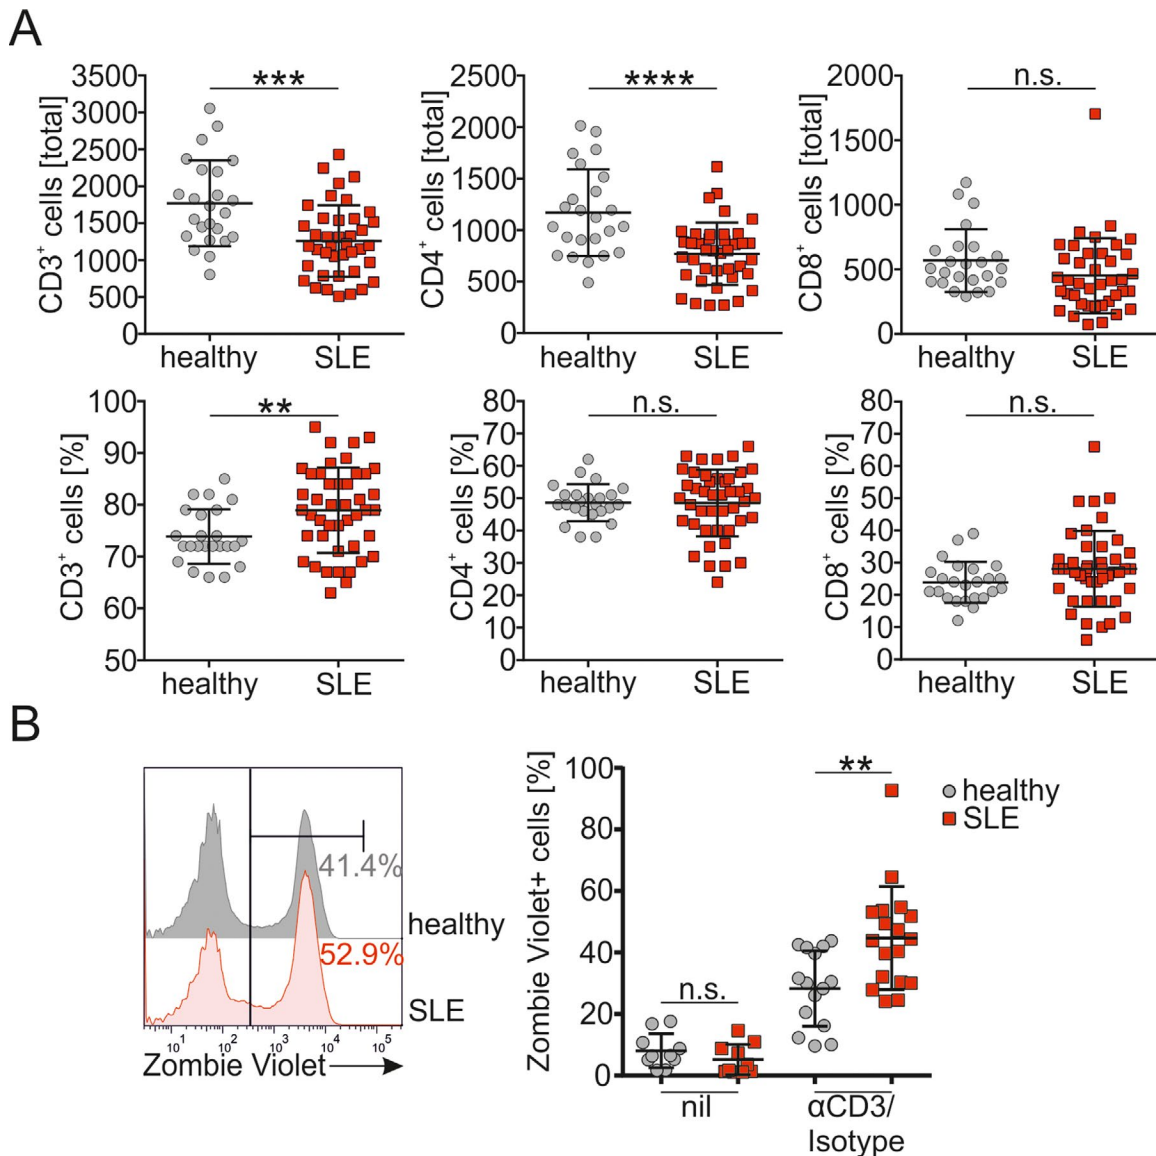 A
CD3+ cells [total]
3500
3000
2500
2000
1500
1000
500
0
***
healthy SLE
CD4+ cells [total]
2500
2000
1500
1000
500
0
****
healthy SLE
CD8+ cells [total]
2000
1500
1000
500
0
n.s.
healthy SLE
CD3+ cells [%]
100
90
80
70
60
50
**
healthy SLE
CD4+ cells [%]
80
70
60
50
40
30
20
10
0
n.s.
healthy SLE
CD8+ cells [%]
80
70
60
50
40
30
20
10
0
n.s.
healthy SLE
B
41.4%
healthy
52.9%
SLE
10^1 10^2 10^3 10^4 10^5
Zombie Violet
Zombie Violet+ cells [%]
100
80
60
40
20
0
n.s.
**
nil
αCD3/
Isotype
healthy
SLE